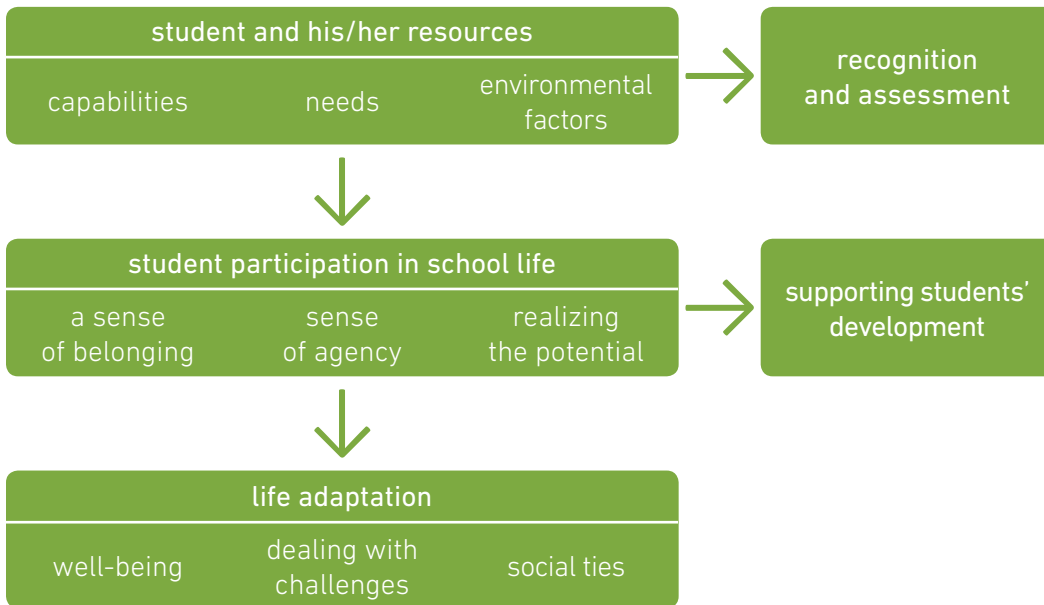 student and his/her resources
capabilities
needs
environmental
factors
recognition
and assessment
student participation in school life
a sense
of belonging
sense
of agency
realizing
the potential
supporting students’
development
life adaptation
well-being
dealing with
challenges
social ties